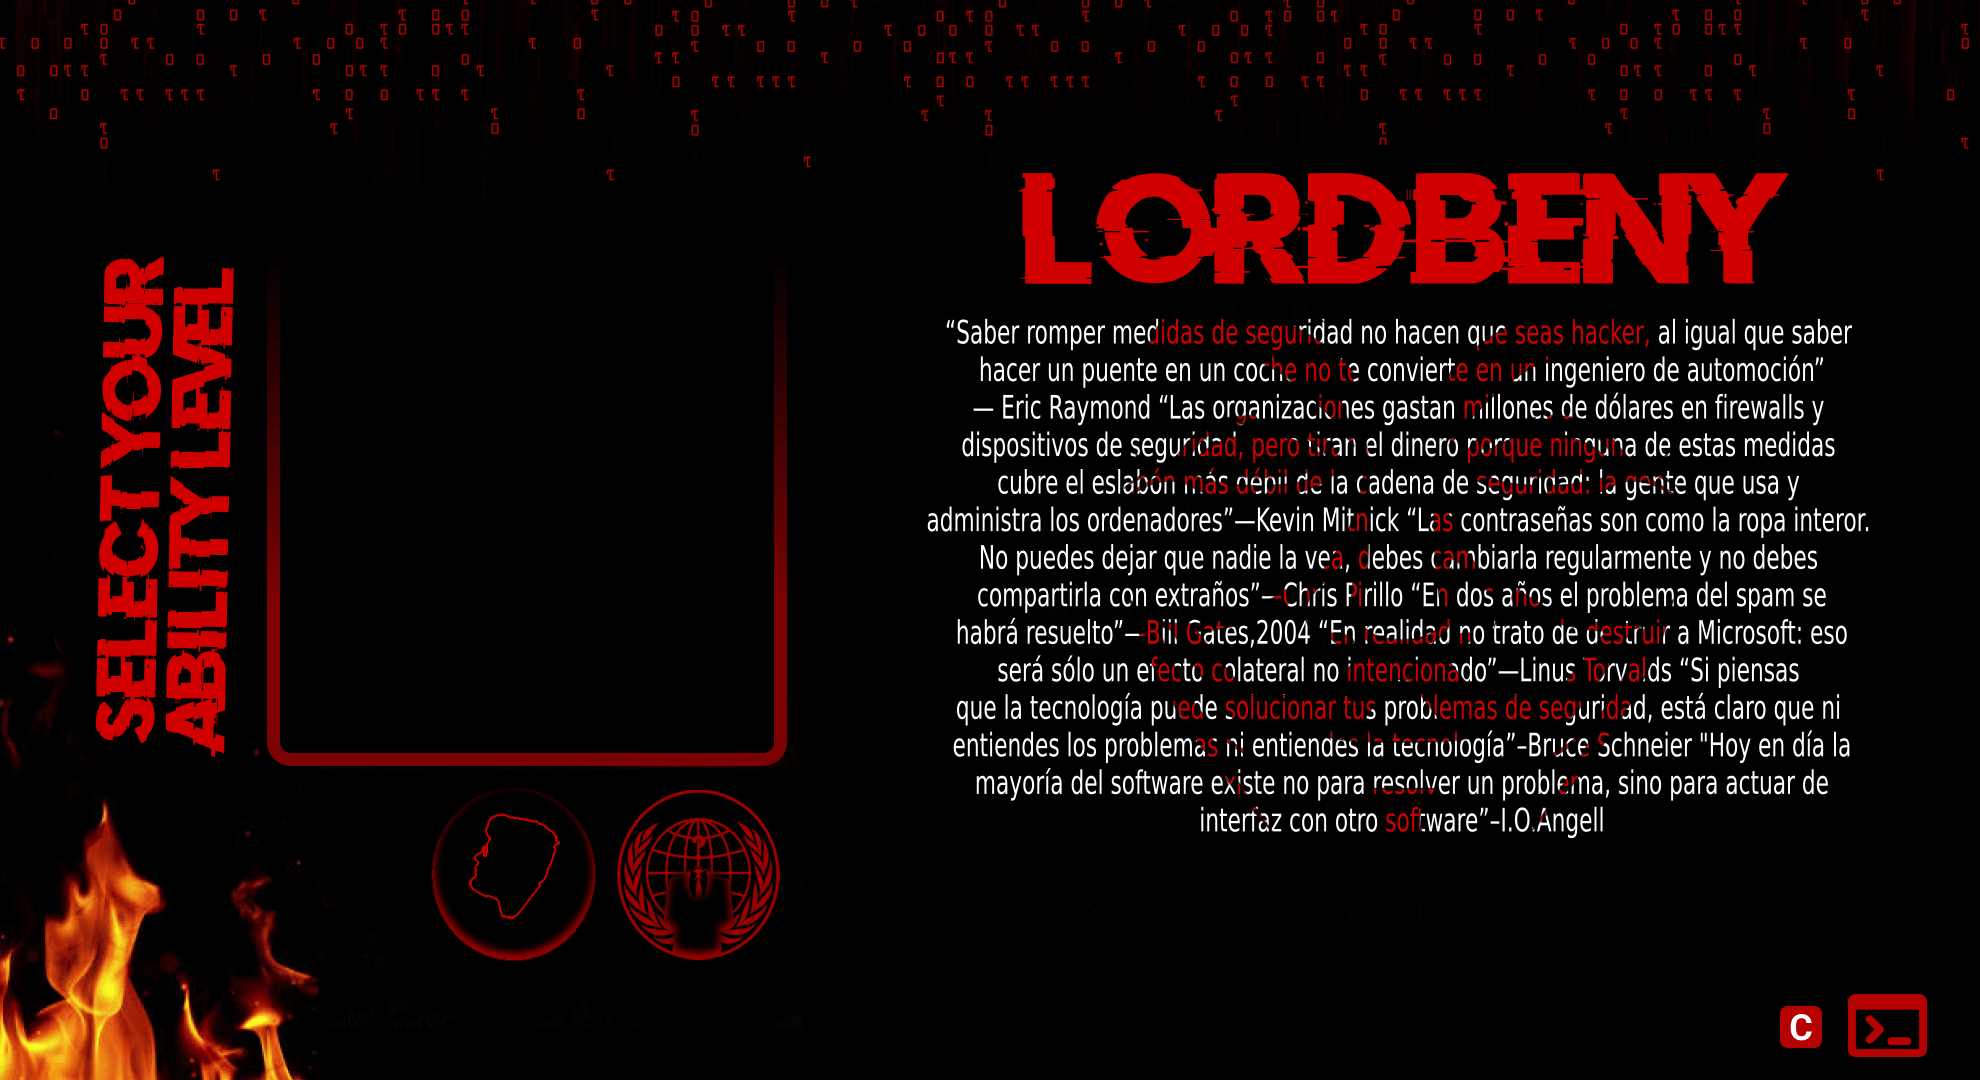 SELECT YOUR
ABILITY LEVEL
LORDBENY
“Saber romper medidas de seguridad no hacen que seas hacker, al igual que saber
hacer un puente en un coche no te convierte en un ingeniero de automoción”
— Eric Raymond “Las organizaciones gastan millones de dólares en firewalls y
dispositivos de seguridad, pero tiran el dinero porque ninguna de estas medidas
cubre el eslabón más débil de la cadena de seguridad: la gente que usa y
administra los ordenadores”—Kevin Mitnick “Las contraseñas son como la ropa interor.
No puedes dejar que nadie la vea, debes cambiarla regularmente y no debes
compartirla con extraños”—Chris Pirillo “En dos años el problema del spam se
habrá resuelto”—Bill Gates,2004 “En realidad no trato de destruir a Microsoft: eso
será sólo un efecto colateral no intencionado”—Linus Torvalds “Si piensas
que la tecnología puede solucionar tus problemas de seguridad, está claro que ni
entiendes los problemas ni entiendes la tecnología”–Bruce Schneier "Hoy en día la
mayoría del software existe no para resolver un problema, sino para actuar de
interfaz con otro software”–I.O.Angell
AGAIN
C